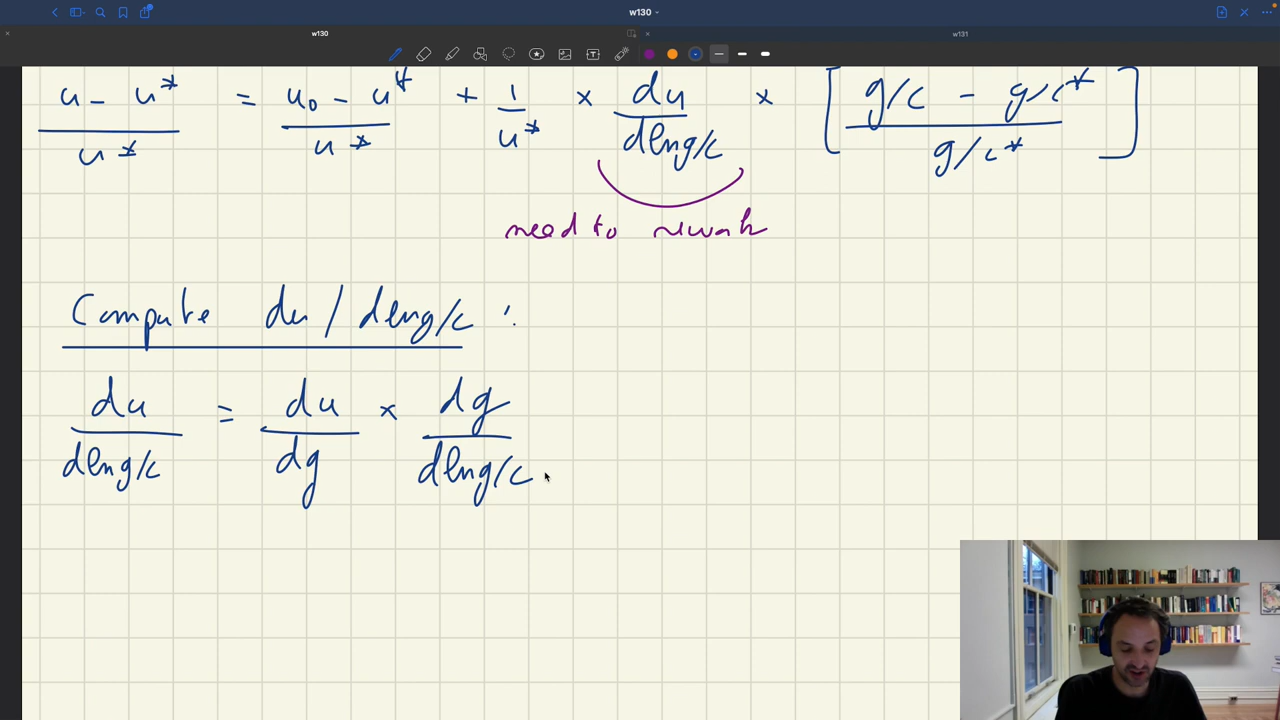 w130
w130
w131
u - u* / u* = u₀ - u* / u* + 1 / u* × du / dlng/c × [ g/c - g/c* / g/c* ]
need to rework
Compute du / dlng/c :
du / dlng/c = du / dg × dg / dlng/c